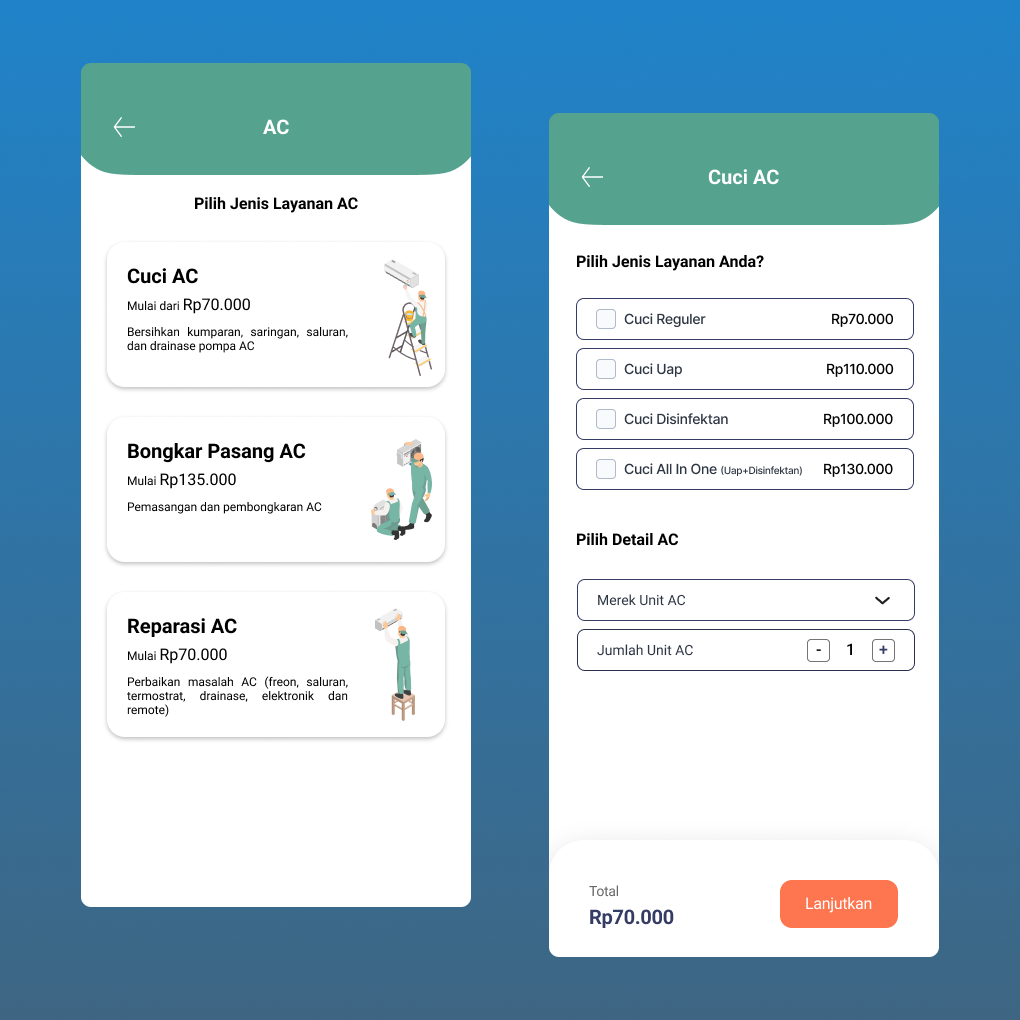 AC
Pilih Jenis Layanan AC
Cuci AC
Mulai dari Rp70.000
Bersihkan kumparan, saringan, saluran,
dan drainase pompa AC
Bongkar Pasang AC
Mulai Rp135.000
Pemasangan dan pembongkaran AC
Reparasi AC
Mulai Rp70.000
Perbaikan masalah AC (freon, saluran,
termostrat, drainase, elektronik dan
remote)
Cuci AC
Pilih Jenis Layanan Anda?
Cuci Reguler Rp70.000
Cuci Uap Rp110.000
Cuci Disinfektan Rp100.000
Cuci All In One (Uap+Disinfektan) Rp130.000
Pilih Detail AC
Merek Unit AC
Jumlah Unit AC - 1 +
Total
Rp70.000
Lanjutkan